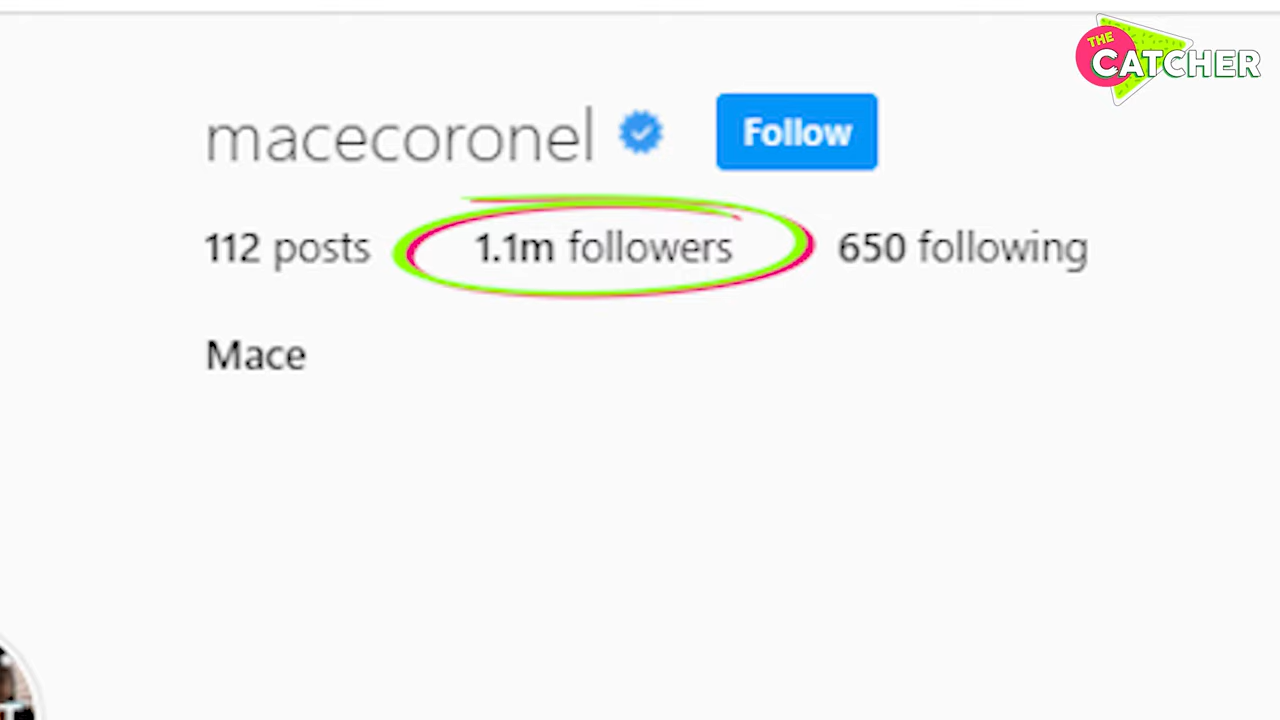 THE
CATCHER
macecoronel
Follow
112 posts 1.1m followers 650 following
Mace